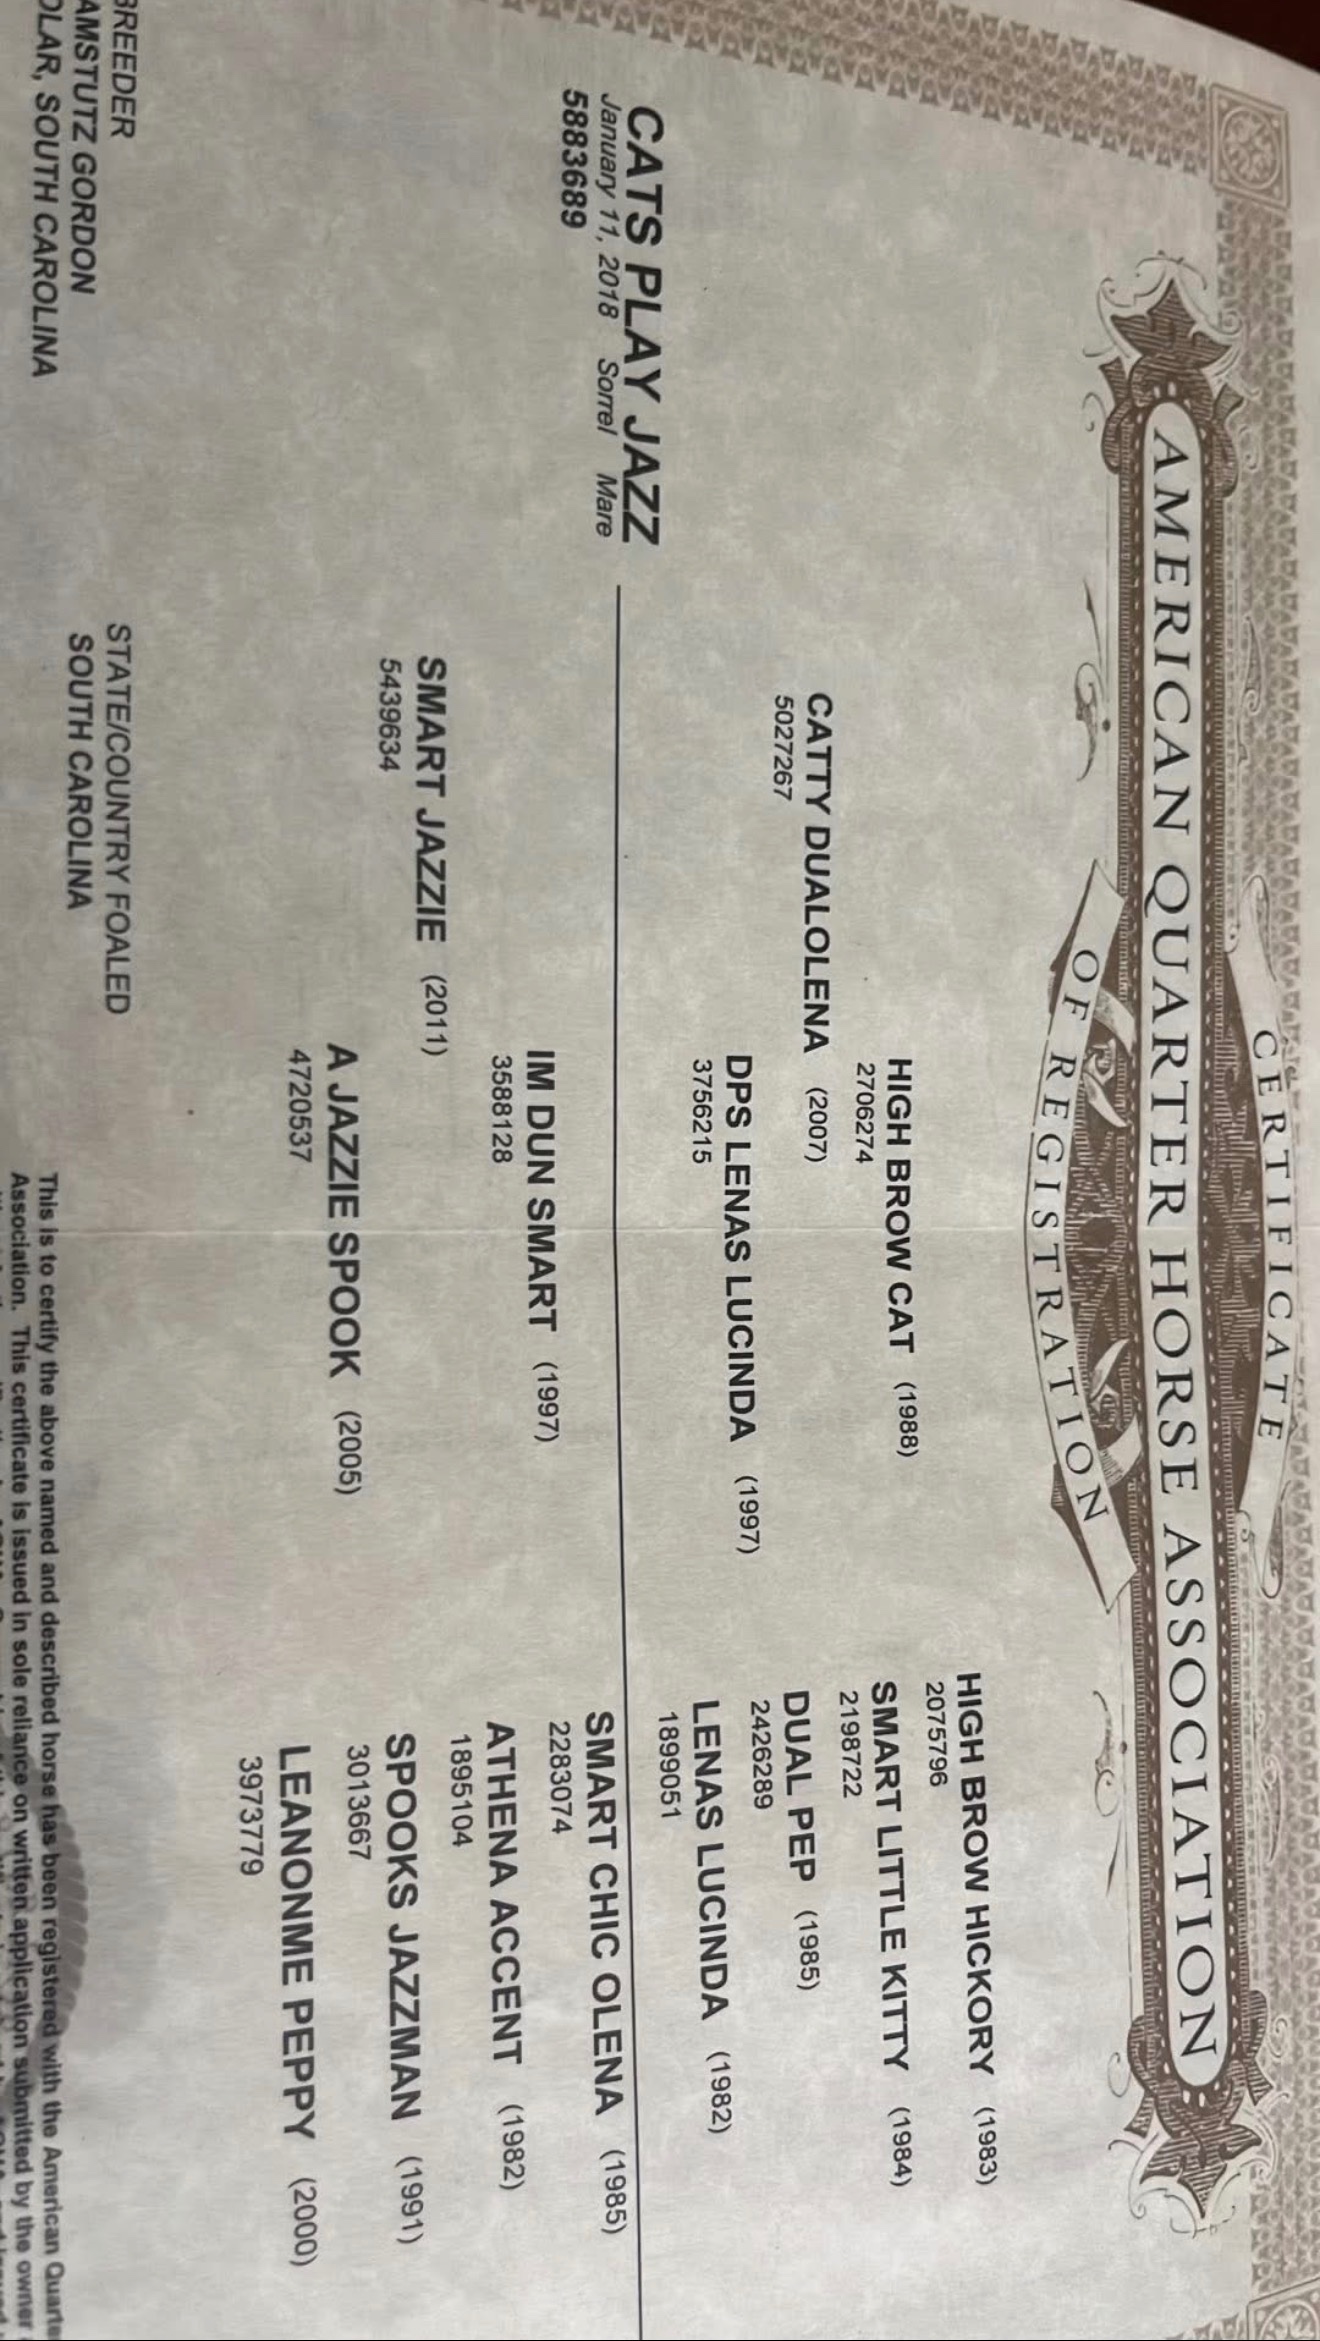 CERTIFICATE
AMERICAN QUARTER HORSE ASSOCIATION
OF REGISTRATION
HIGH BROW HICKORY (1983)
2075796
HIGH BROW CAT (1988)
2706274
SMART LITTLE KITTY (1984)
2198722
CATTY DUALOLENA (2007)
5027267
DUAL PEP (1985)
2426289
DPS LENAS LUCINDA (1997)
3756215
LENAS LUCINDA (1982)
1899051
CATS PLAY JAZZ
January 11, 2018 Sorrel Mare
5883689
SMART CHIC OLENA (1985)
2283074
IM DUN SMART (1997)
3588128
ATHENA ACCENT (1982)
1895104
SMART JAZZIE (2011)
5439634
SPOOKS JAZZMAN (1991)
3013667
A JAZZIE SPOOK (2005)
4720537
LEANONME PEPPY (2000)
3973779
BREEDER
AMSTUTZ GORDON
OLAR, SOUTH CAROLINA
STATE/COUNTRY FOALED
SOUTH CAROLINA
This is to certify the above named and described horse has been registered with the American Quarte
Association. This certificate is issued in sole reliance on written application submitted by the owner